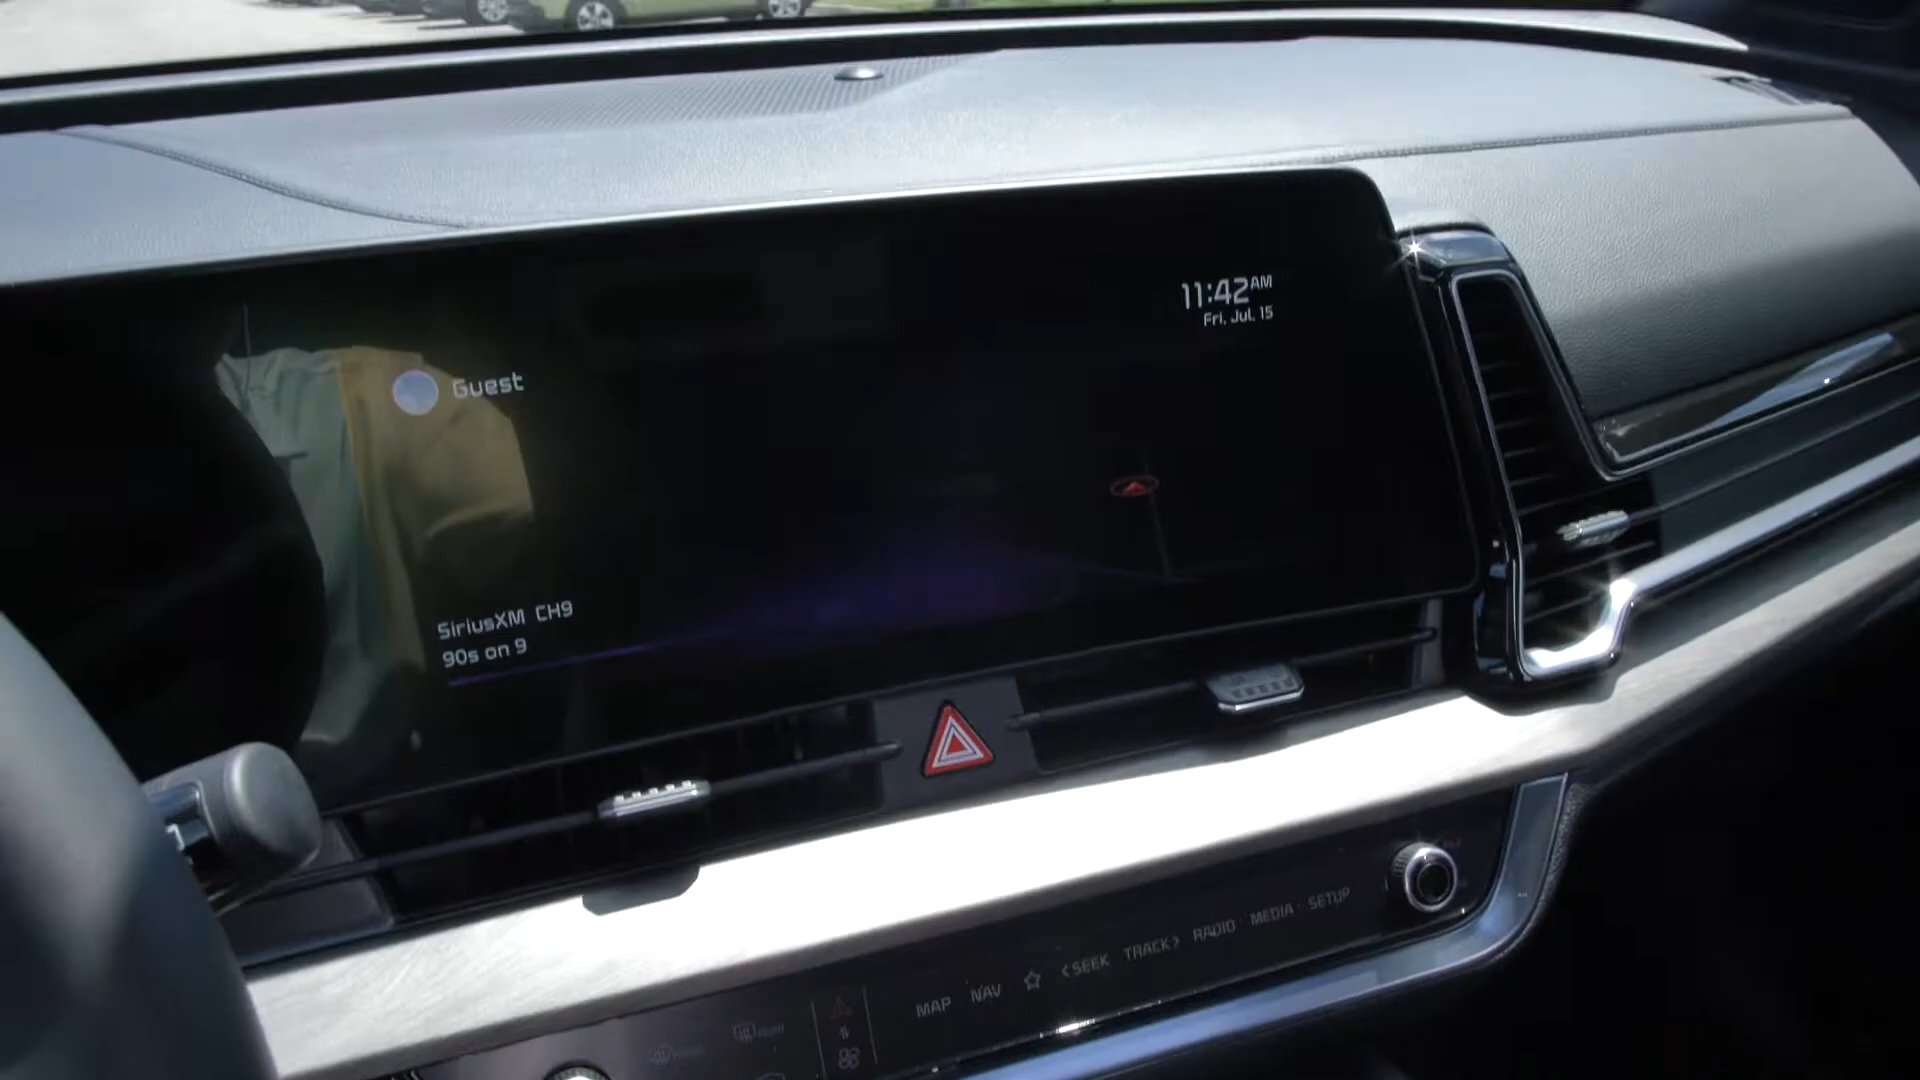 11:42AM
Fri, Jul, 15
Guest
SiriusXM CH9
90s on 9
MAP NAV <SEEK TRACK> RADIO MEDIA SETUP